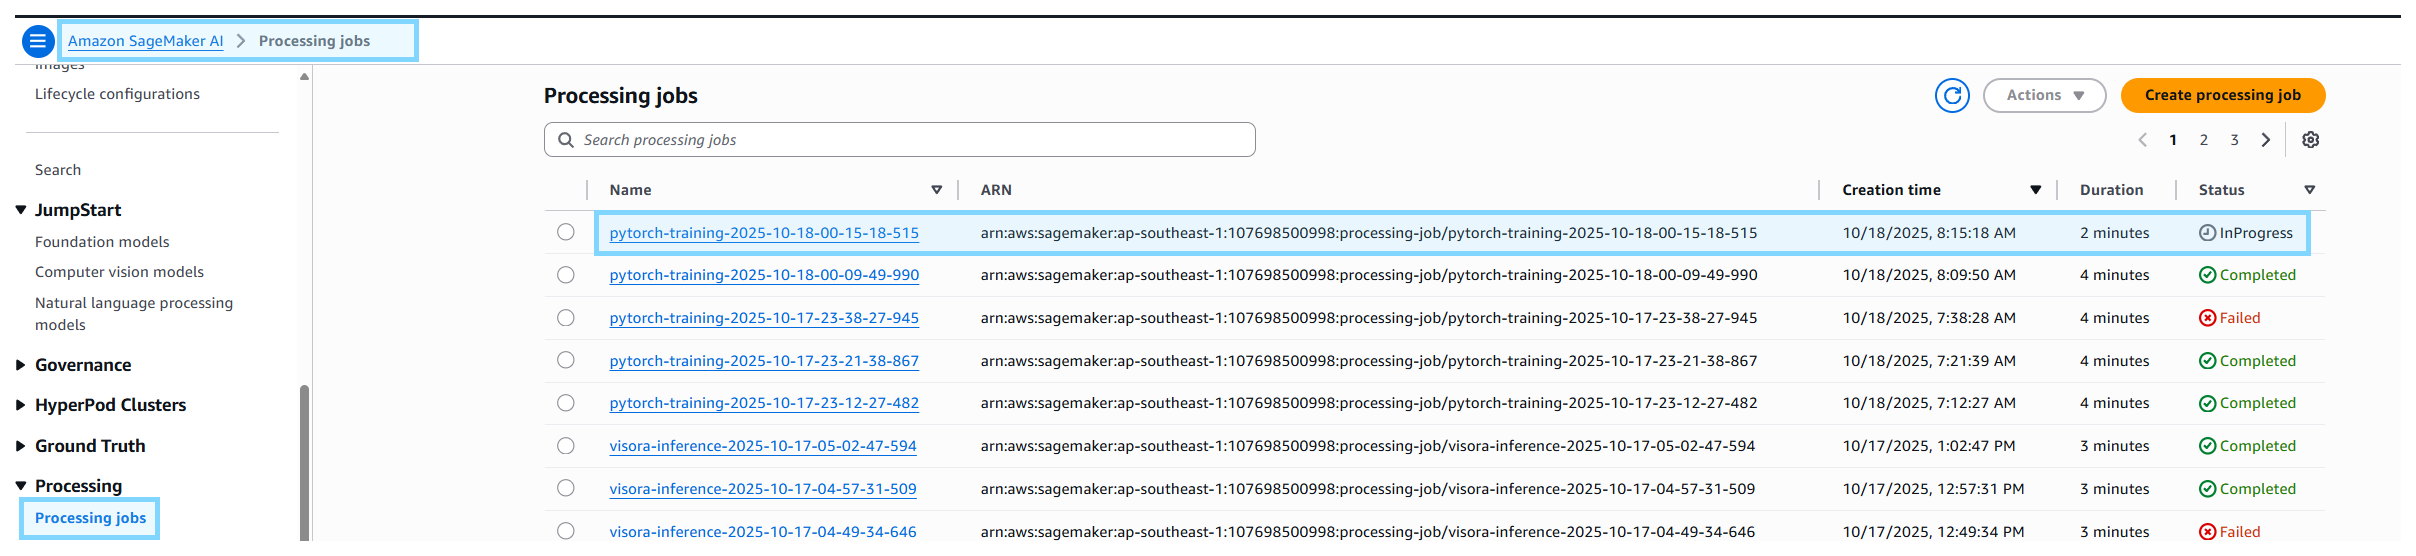 Amazon SageMaker AI > Processing jobs
Images
Lifecycle configurations
Search
JumpStart
Foundation models
Computer vision models
Natural language processing
models
Governance
HyperPod Clusters
Ground Truth
Processing
Processing jobs
Processing jobs
Actions
Create processing job
Search processing jobs
1 2 3
Name ARN Creation time Duration Status
pytorch-training-2025-10-18-00-15-18-515 arn:aws:sagemaker:ap-southeast-1:107698500998:processing-job/pytorch-training-2025-10-18-00-15-18-515 10/18/2025, 8:15:18 AM 2 minutes InProgress
pytorch-training-2025-10-18-00-09-49-990 arn:aws:sagemaker:ap-southeast-1:107698500998:processing-job/pytorch-training-2025-10-18-00-09-49-990 10/18/2025, 8:09:50 AM 4 minutes Completed
pytorch-training-2025-10-17-23-38-27-945 arn:aws:sagemaker:ap-southeast-1:107698500998:processing-job/pytorch-training-2025-10-17-23-38-27-945 10/18/2025, 7:38:28 AM 4 minutes Failed
pytorch-training-2025-10-17-23-21-38-867 arn:aws:sagemaker:ap-southeast-1:107698500998:processing-job/pytorch-training-2025-10-17-23-21-38-867 10/18/2025, 7:21:39 AM 4 minutes Completed
pytorch-training-2025-10-17-23-12-27-482 arn:aws:sagemaker:ap-southeast-1:107698500998:processing-job/pytorch-training-2025-10-17-23-12-27-482 10/18/2025, 7:12:27 AM 4 minutes Completed
visora-inference-2025-10-17-05-02-47-594 arn:aws:sagemaker:ap-southeast-1:107698500998:processing-job/visora-inference-2025-10-17-05-02-47-594 10/17/2025, 1:02:47 PM 3 minutes Completed
visora-inference-2025-10-17-04-57-31-509 arn:aws:sagemaker:ap-southeast-1:107698500998:processing-job/visora-inference-2025-10-17-04-57-31-509 10/17/2025, 12:57:31 PM 3 minutes Completed
visora-inference-2025-10-17-04-49-34-646 arn:aws:sagemaker:ap-southeast-1:107698500998:processing-job/visora-inference-2025-10-17-04-49-34-646 10/17/2025, 12:49:34 PM 3 minutes Failed